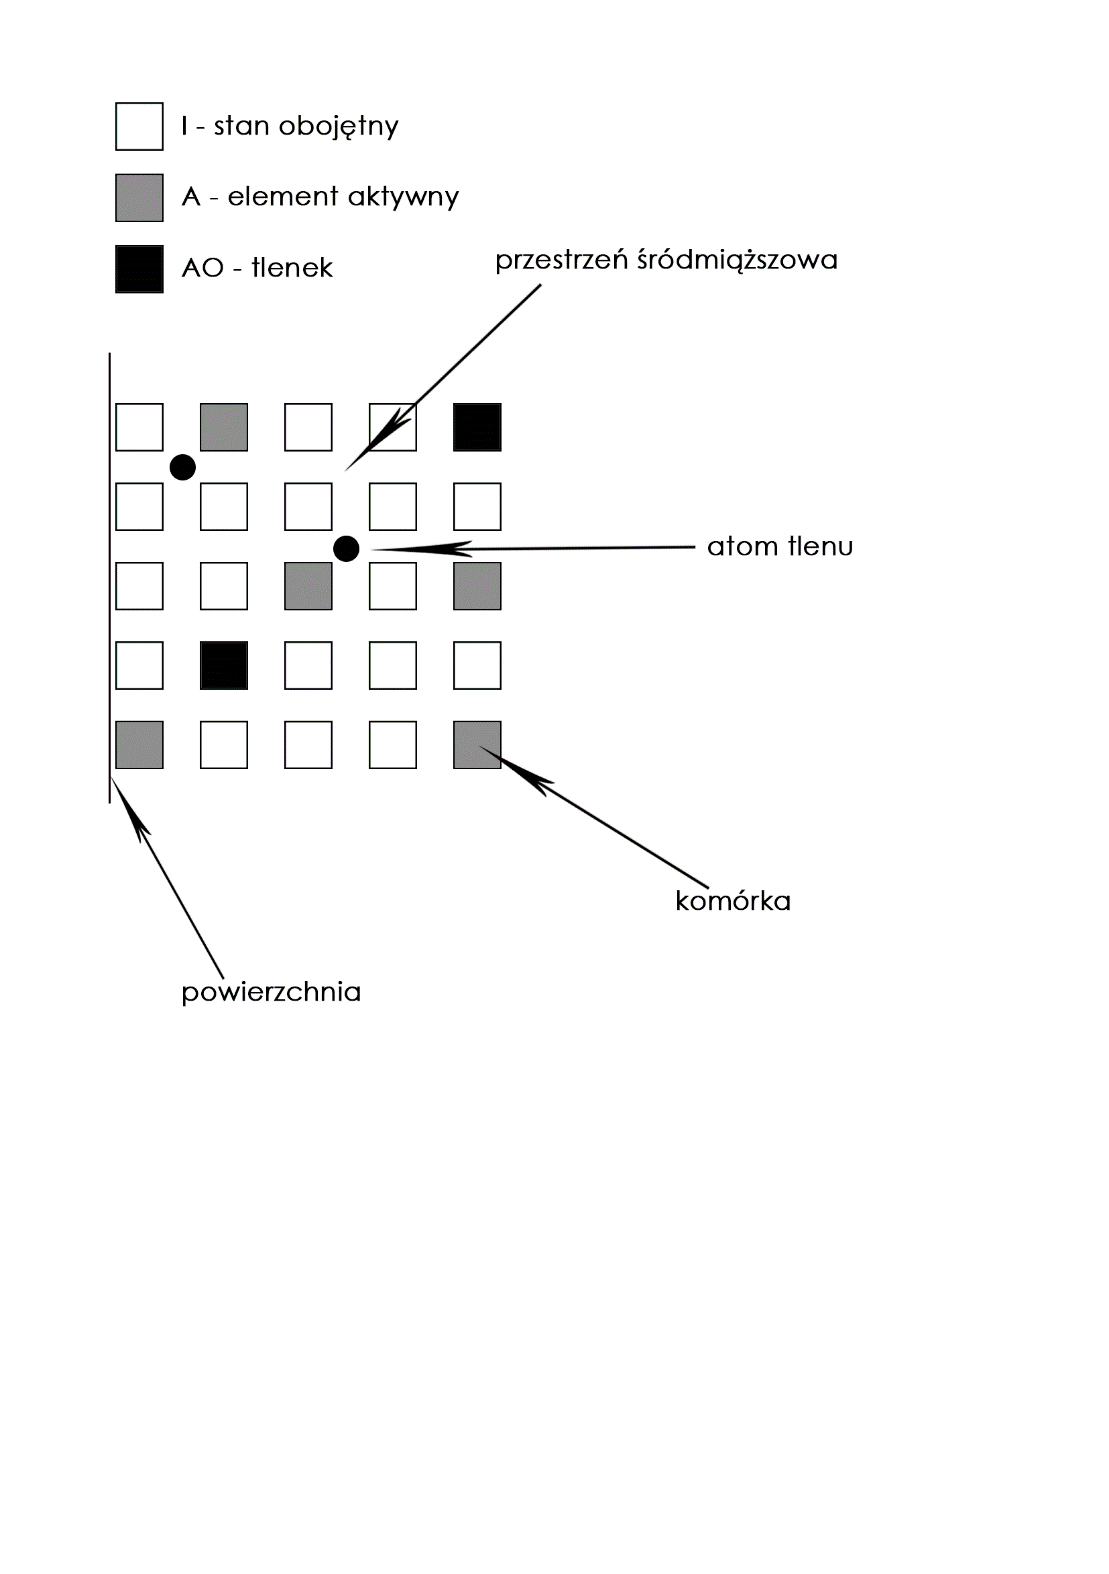 I - stan obojętny
A - element aktywny
AO - tlenek
przestrzeń śródmiąższowa
atom tlenu
komórka
powierzchnia